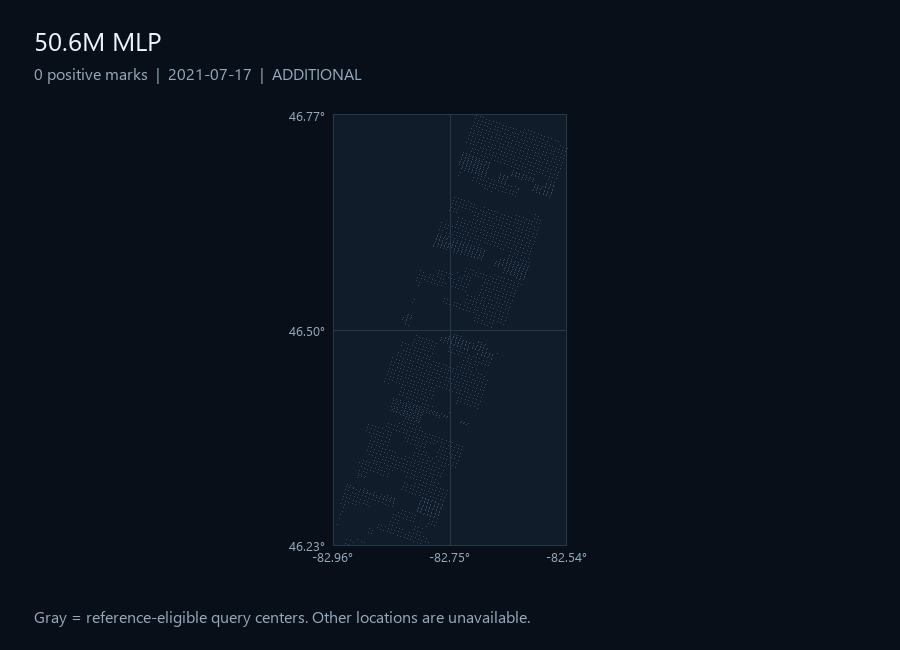 50.6M MLP
0 positive marks | 2021-07-17 | ADDITIONAL
46.77°
46.50°
46.23°
-82.96°
-82.75°
-82.54°
Gray = reference-eligible query centers. Other locations are unavailable.